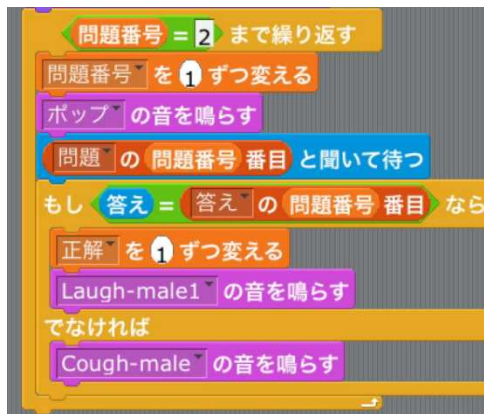 問題番号 = 2 まで繰り返す
問題番号 を 1 ずつ変える
ポップ の音を鳴らす
問題 の 問題番号 番目 と聞いて待つ
もし 答え = 答え の 問題番号 番目 なら
正解 を 1 ずつ変える
Laugh-male1 の音を鳴らす
でなければ
Cough-male の音を鳴らす